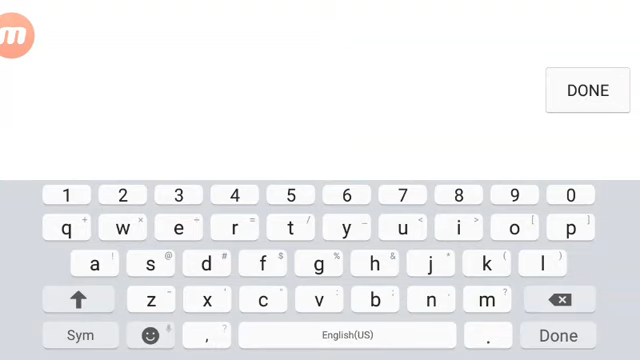 m
DONE
1 2 3 4 5 6 7 8 9 0
q + w × e ÷ r = t / y _ u < i > o [ p ]
a ! s @ d # f $ g % h & j * k ( l )
z - x ' c " v : b ; n , m ?
Sym , ? English(US) . Done